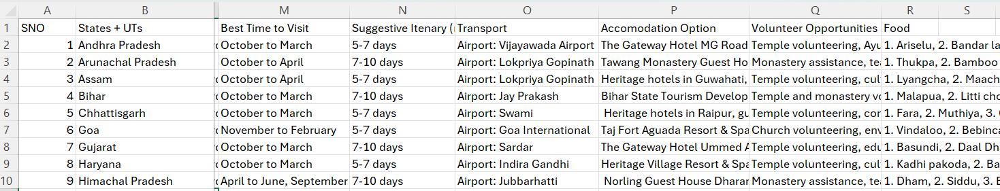 A B M N O P Q R S
1 SNO States + UTs Best Time to Visit Suggestive Itenary ( Transport Accomodation Option Volunteer Opportunities Food
2 1 Andhra Pradesh October to March 5-7 days Airport: Vijayawada Airport The Gateway Hotel MG Road Temple volunteering, Ayu 1. Ariselu, 2. Bandar la
3 2 Arunachal Pradesh October to April 7-10 days Airport: Lokpriya Gopinath Tawang Monastery Guest Ho Monastery assistance, tea 1. Thukpa, 2. Bamboo
4 3 Assam October to April 5-7 days Airport: Lokpriya Gopinath Heritage hotels in Guwahati, Temple volunteering, cul 1. Lyangcha, 2. Maach
5 4 Bihar October to March 7-10 days Airport: Jay Prakash Bihar State Tourism Develop Temple and monastery vo 1. Malapua, 2. Litti cho
6 5 Chhattisgarh October to March 5-7 days Airport: Swami Heritage hotels in Raipur, gu Temple volunteering, con 1. Fara, 2. Muthiya, 3.
7 6 Goa November to February 5-7 days Airport: Goa International Taj Fort Aguada Resort & Spa Church volunteering, env 1. Vindaloo, 2. Bebinca
8 7 Gujarat October to March 7-10 days Airport: Sardar The Gateway Hotel Ummed A Temple volunteering, edu 1. Basundi, 2. Daal Dh
9 8 Haryana October to March 5-7 days Airport: Indira Gandhi Heritage Village Resort & Spa Temple volunteering, cul 1. Kadhi pakoda, 2. Ba
10 9 Himachal Pradesh April to June, September 7-10 days Airport: Jubbarhatti Norling Guest House Dharar Monastery assistance, tea 1. Dham, 2. Siddu, 3.